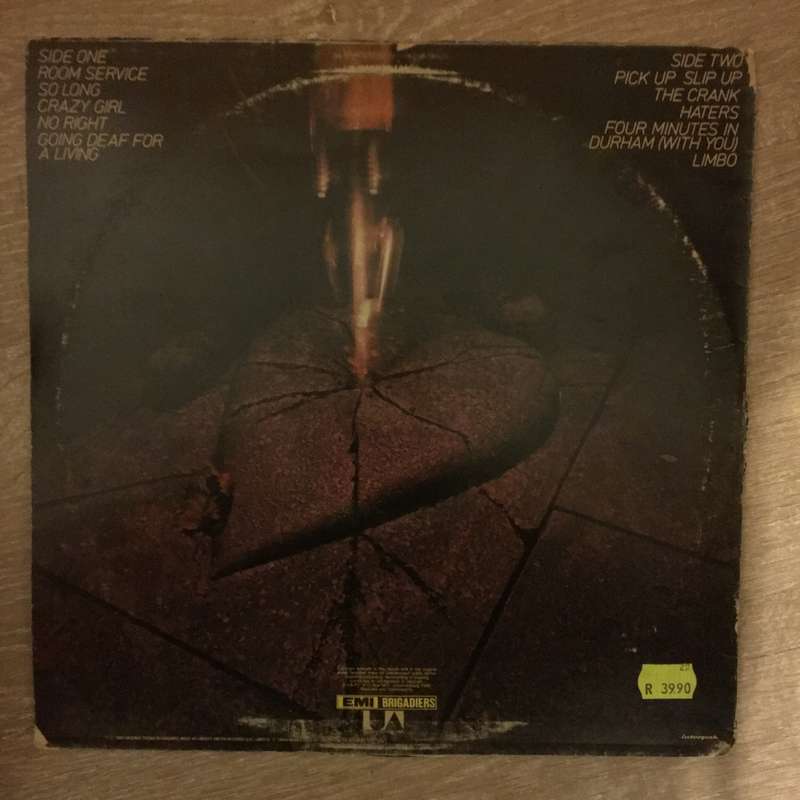 SIDE ONE
ROOM SERVICE
SO LONG
CRAZY GIRL
NO RIGHT
GOING DEAF FOR
A LIVING
SIDE TWO
PICK UP SLIP UP
THE CRANK
HATERS
FOUR MINUTES IN
DURHAM (WITH YOU)
LIMBO
R 39.90
EMI BRIGADIERS
UA